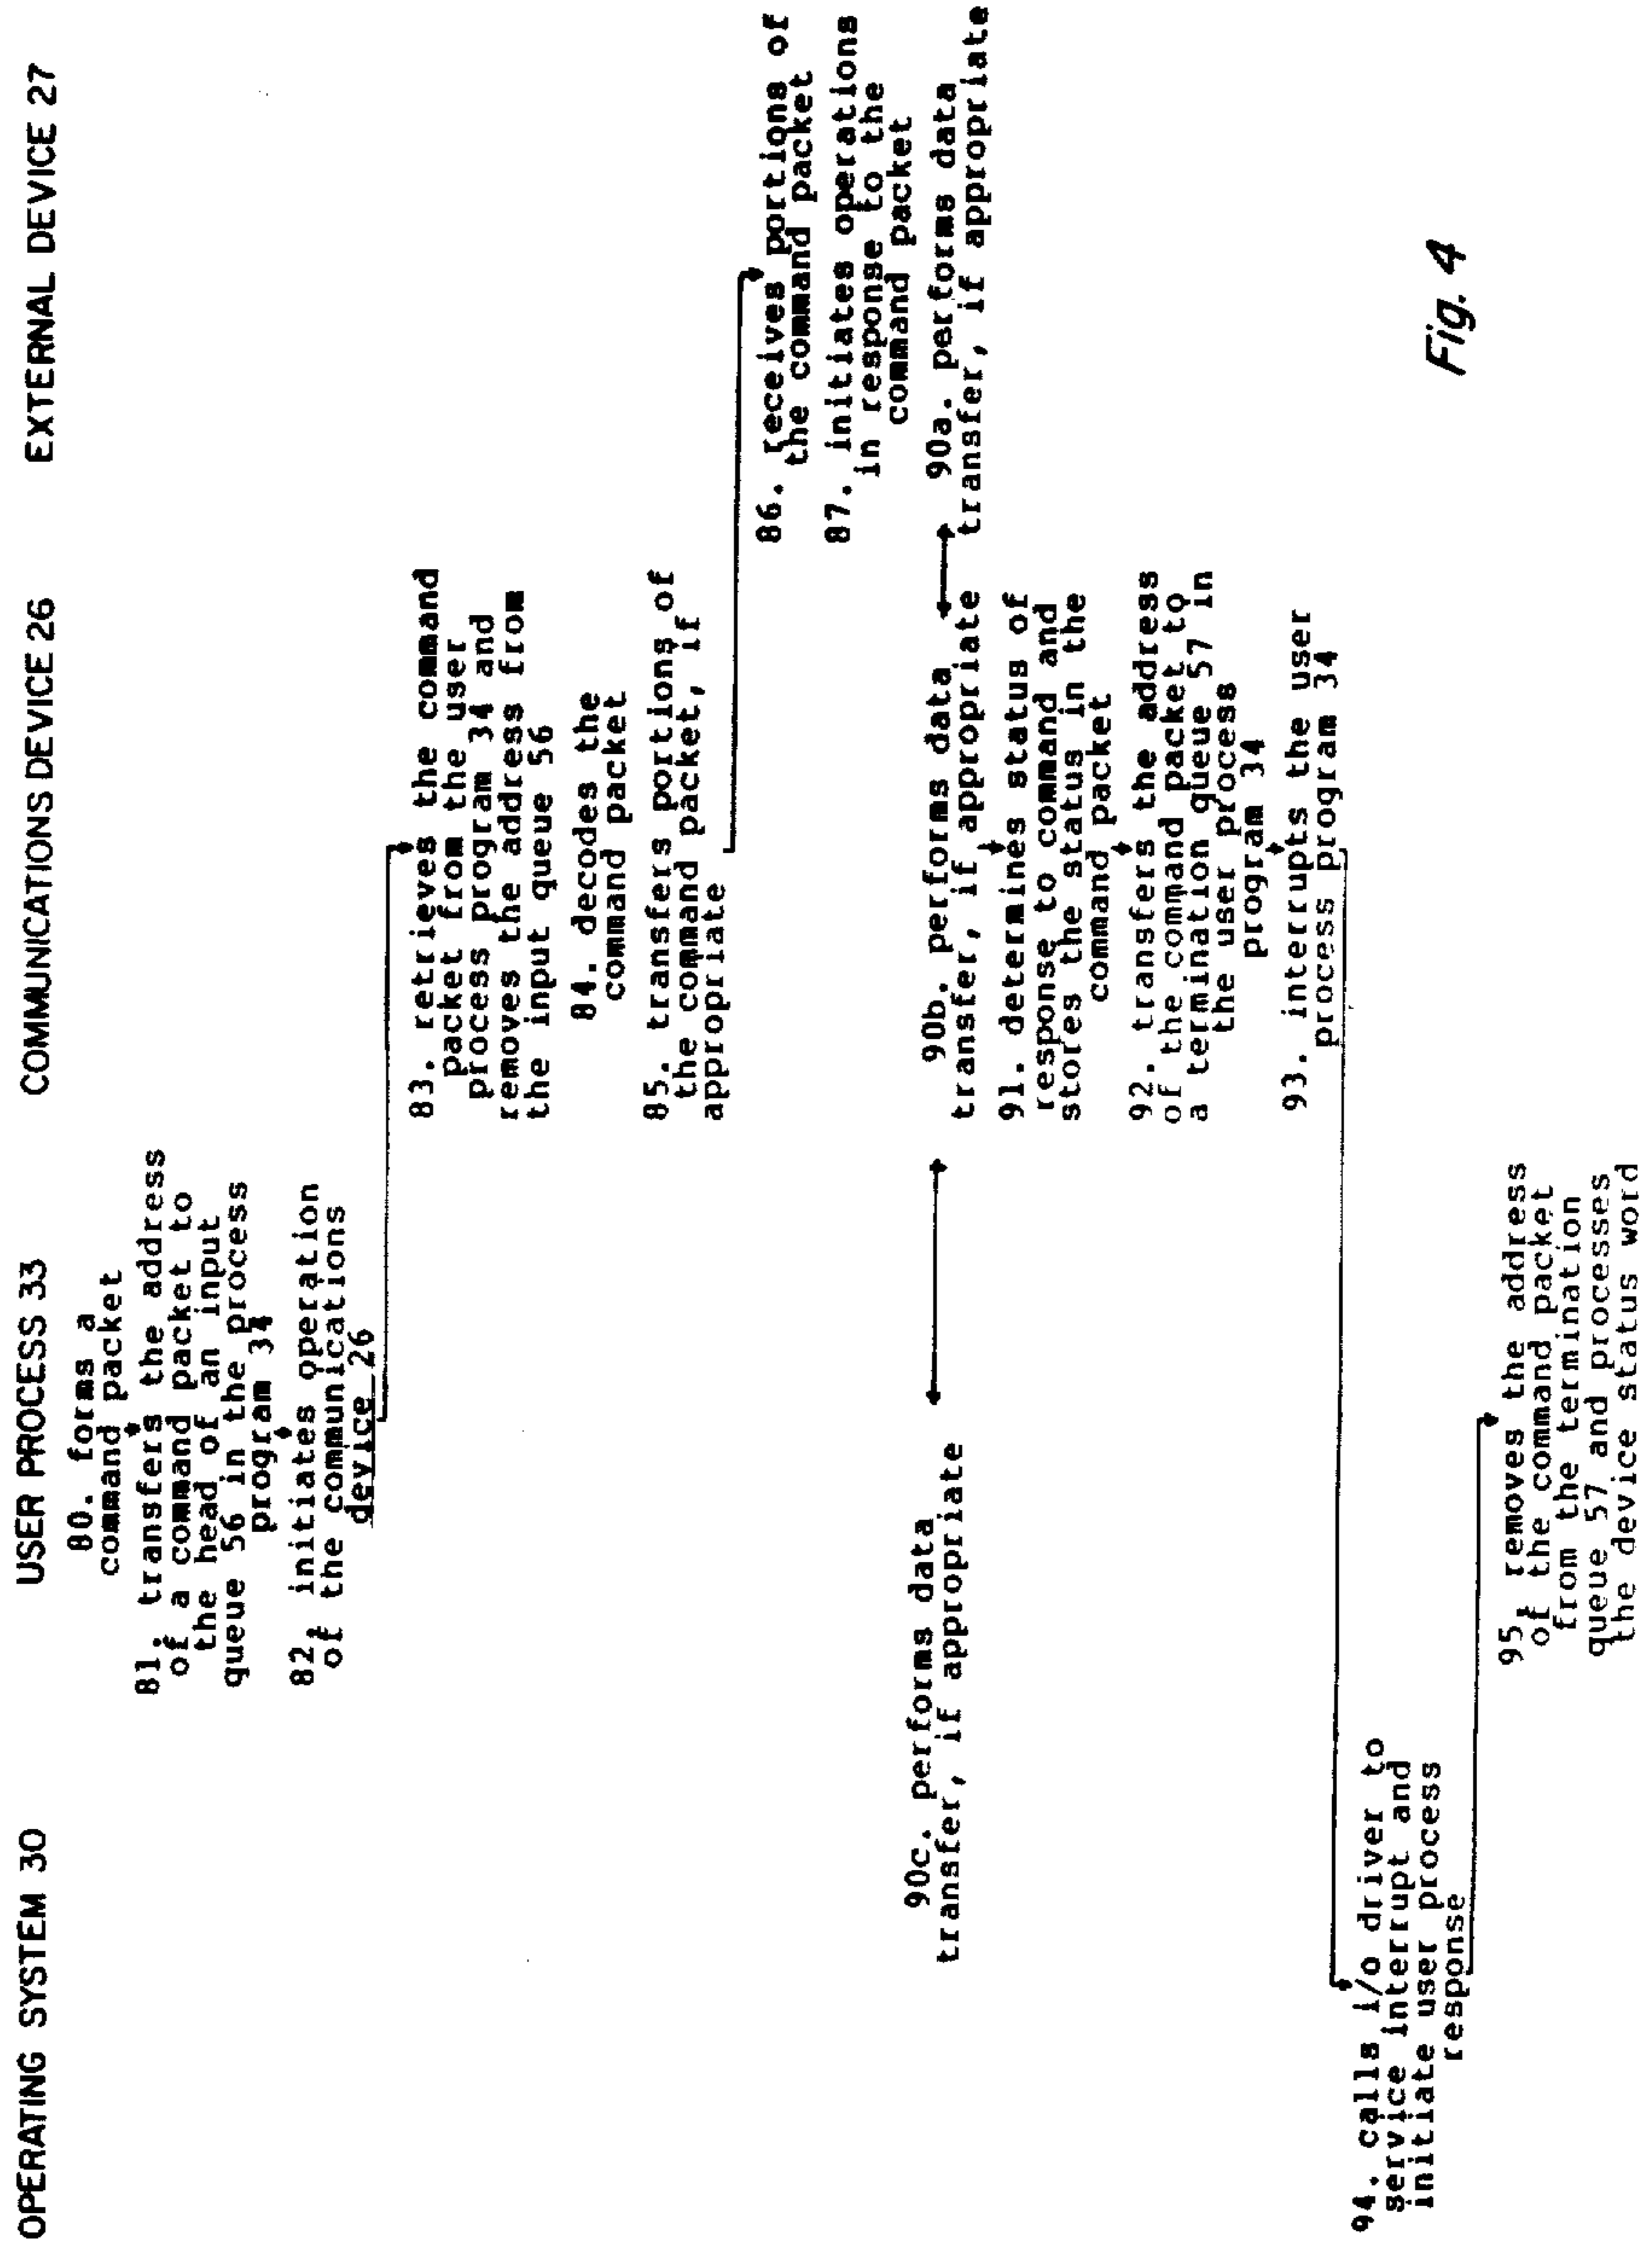 OPERATING SYSTEM 30
USER PROCESS 33
COMMUNICATIONS DEVICE 26
EXTERNAL DEVICE 27
80. forms a
command packet
81. transfers the address
of a command packet to
the head of an input
queue 56 in the process
program 34
82. initiates operation
of the communications
device 26
83. retrieves the command
packet from the user
process program 34 and
removes the address from
the input queue 56
84. decodes the
command packet
85. transfers portions of
the command packet, if
appropriate
86. receives portions of
the command packet
87. initiates operations
in response to the
command packet
90c. performs data
transfer, if appropriate
90b. performs data
transfer, if appropriate
90a. performs data
transfer, if appropriate
91. determines status of
response to command and
stores the status in the
command packet
92. transfers the address
of the command packet to
a termination queue 57 in
the user process
program 34
93. interrupts the user
process program 34
94. calls i/o driver to
service interrupt and
initiate user process
response
95. removes the address
of the command packet
from the termination
queue 57 and processes
the device status word
Fig. 4